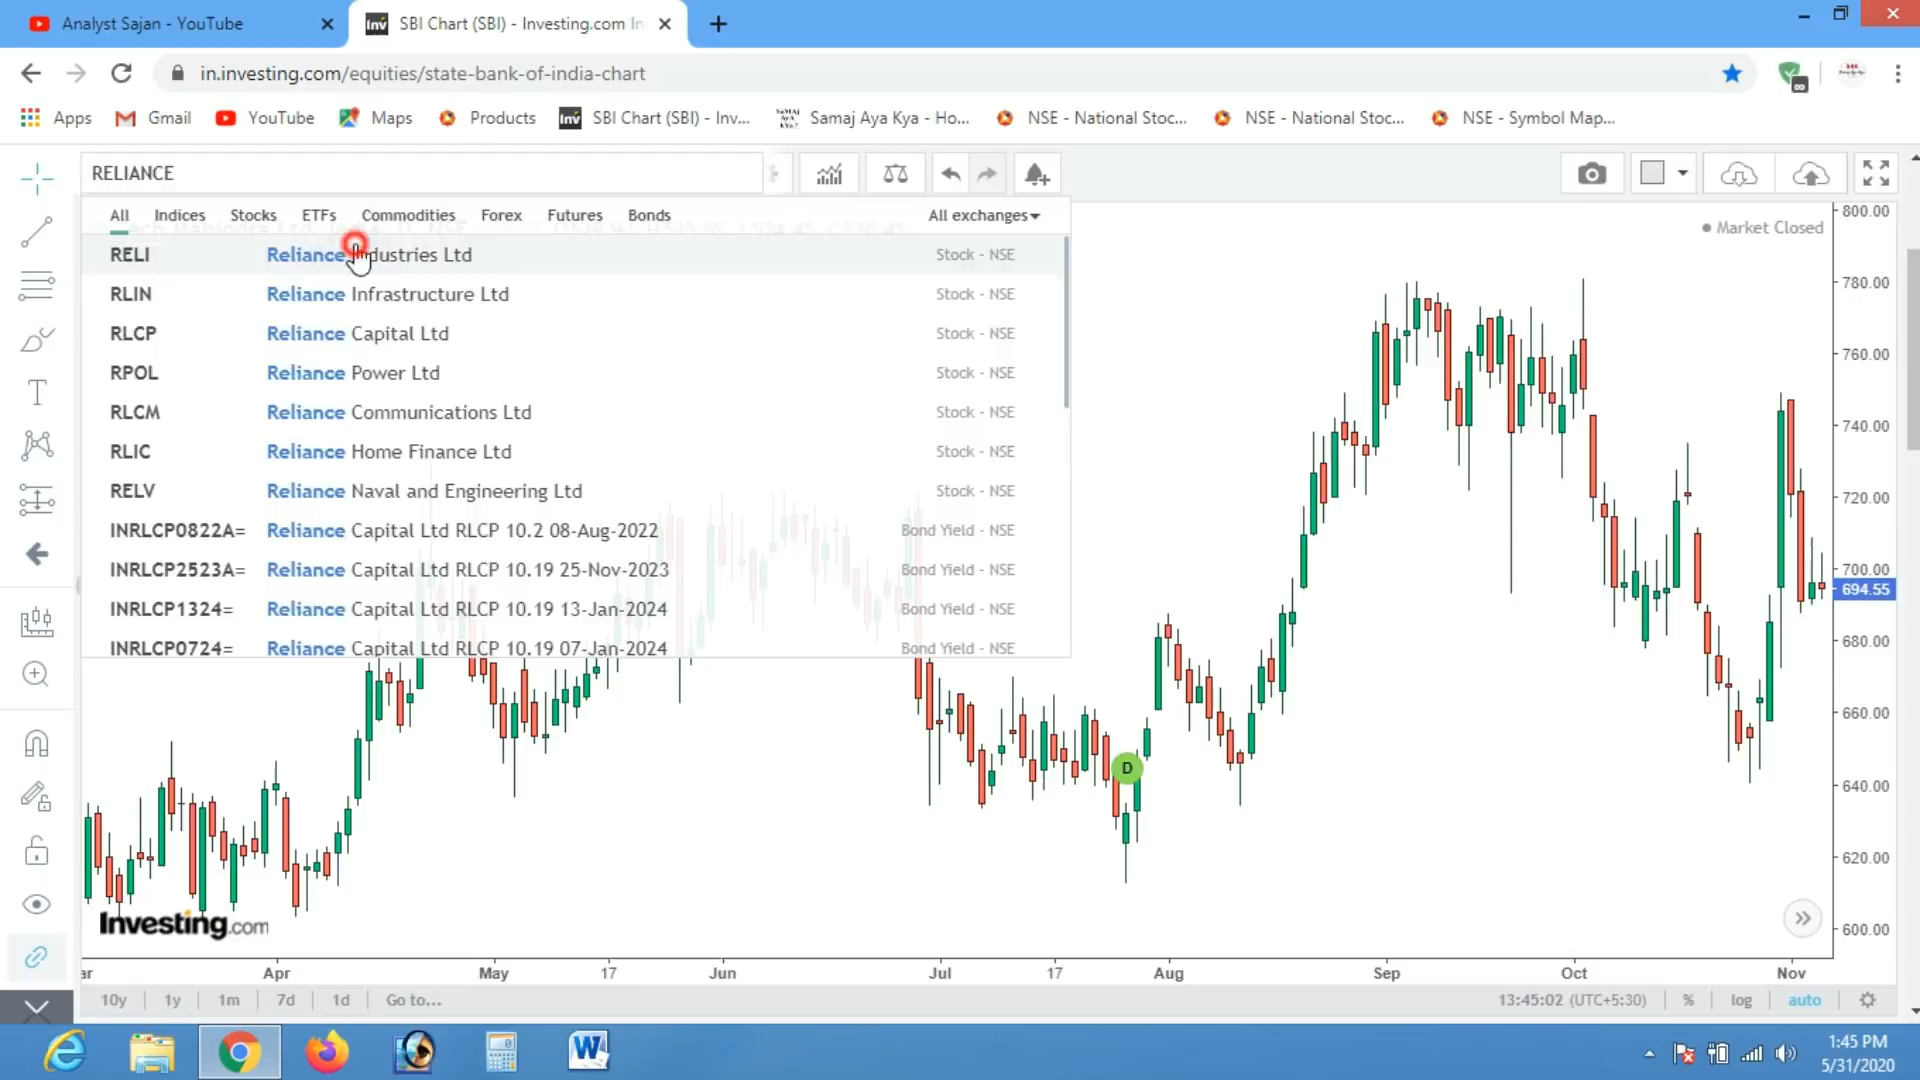 Analyst Sajan - YouTube
SBI Chart (SBI) - Investing.com In
in.investing.com/equities/state-bank-of-india-chart
Apps Gmail YouTube Maps Products Inv SBI Chart (SBI) - Inv... Samaj Aya Kya - Ho... NSE - National Stoc... NSE - National Stoc... NSE - Symbol Map...
RELIANCE
All Indices Stocks ETFs Commodities Forex Futures Bonds All exchanges
Market Closed
RELI Reliance Industries Ltd Stock - NSE
RLIN Reliance Infrastructure Ltd Stock - NSE
RLCP Reliance Capital Ltd Stock - NSE
RPOL Reliance Power Ltd Stock - NSE
RLCM Reliance Communications Ltd Stock - NSE
RLIC Reliance Home Finance Ltd Stock - NSE
RELV Reliance Naval and Engineering Ltd Stock - NSE
INRLCP0822A= Reliance Capital Ltd RLCP 10.2 08-Aug-2022 Bond Yield - NSE
INRLCP2523A= Reliance Capital Ltd RLCP 10.19 25-Nov-2023 Bond Yield - NSE
INRLCP1324= Reliance Capital Ltd RLCP 10.19 13-Jan-2024 Bond Yield - NSE
INRLCP0724= Reliance Capital Ltd RLCP 10.19 07-Jan-2024 Bond Yield - NSE
800.00
780.00
760.00
740.00
720.00
700.00
694.55
680.00
660.00
640.00
620.00
600.00
D
Investing.com
ar Apr May 17 Jun Jul 17 Aug Sep Oct Nov
10y 1y 1m 7d 1d Go to... 13:45:02 (UTC+5:30) % log auto
1:45 PM
5/31/2020